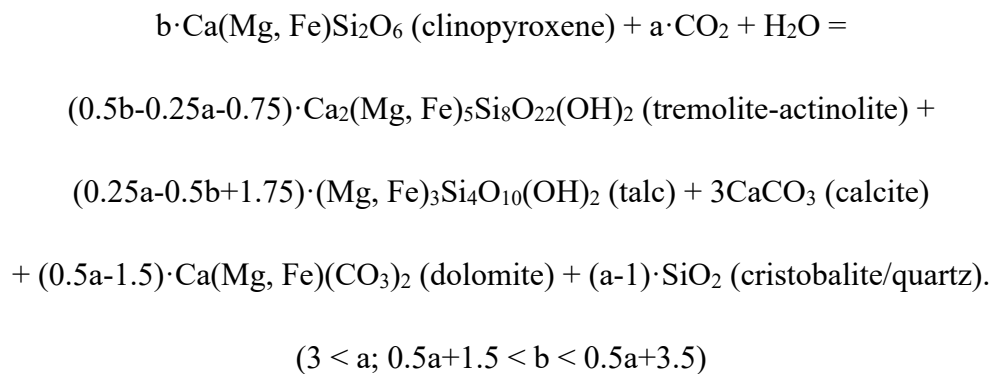 b·Ca(Mg, Fe)Si₂O₆ (clinopyroxene) + a·CO₂ + H₂O =
(0.5b-0.25a-0.75)·Ca₂(Mg, Fe)₅Si₈O₂₂(OH)₂ (tremolite-actinolite) +
(0.25a-0.5b+1.75)·(Mg, Fe)₃Si₄O₁₀(OH)₂ (talc) + 3CaCO₃ (calcite)
+ (0.5a-1.5)·Ca(Mg, Fe)(CO₃)₂ (dolomite) + (a-1)·SiO₂ (cristobalite/quartz).
(3 < a; 0.5a+1.5 < b < 0.5a+3.5)